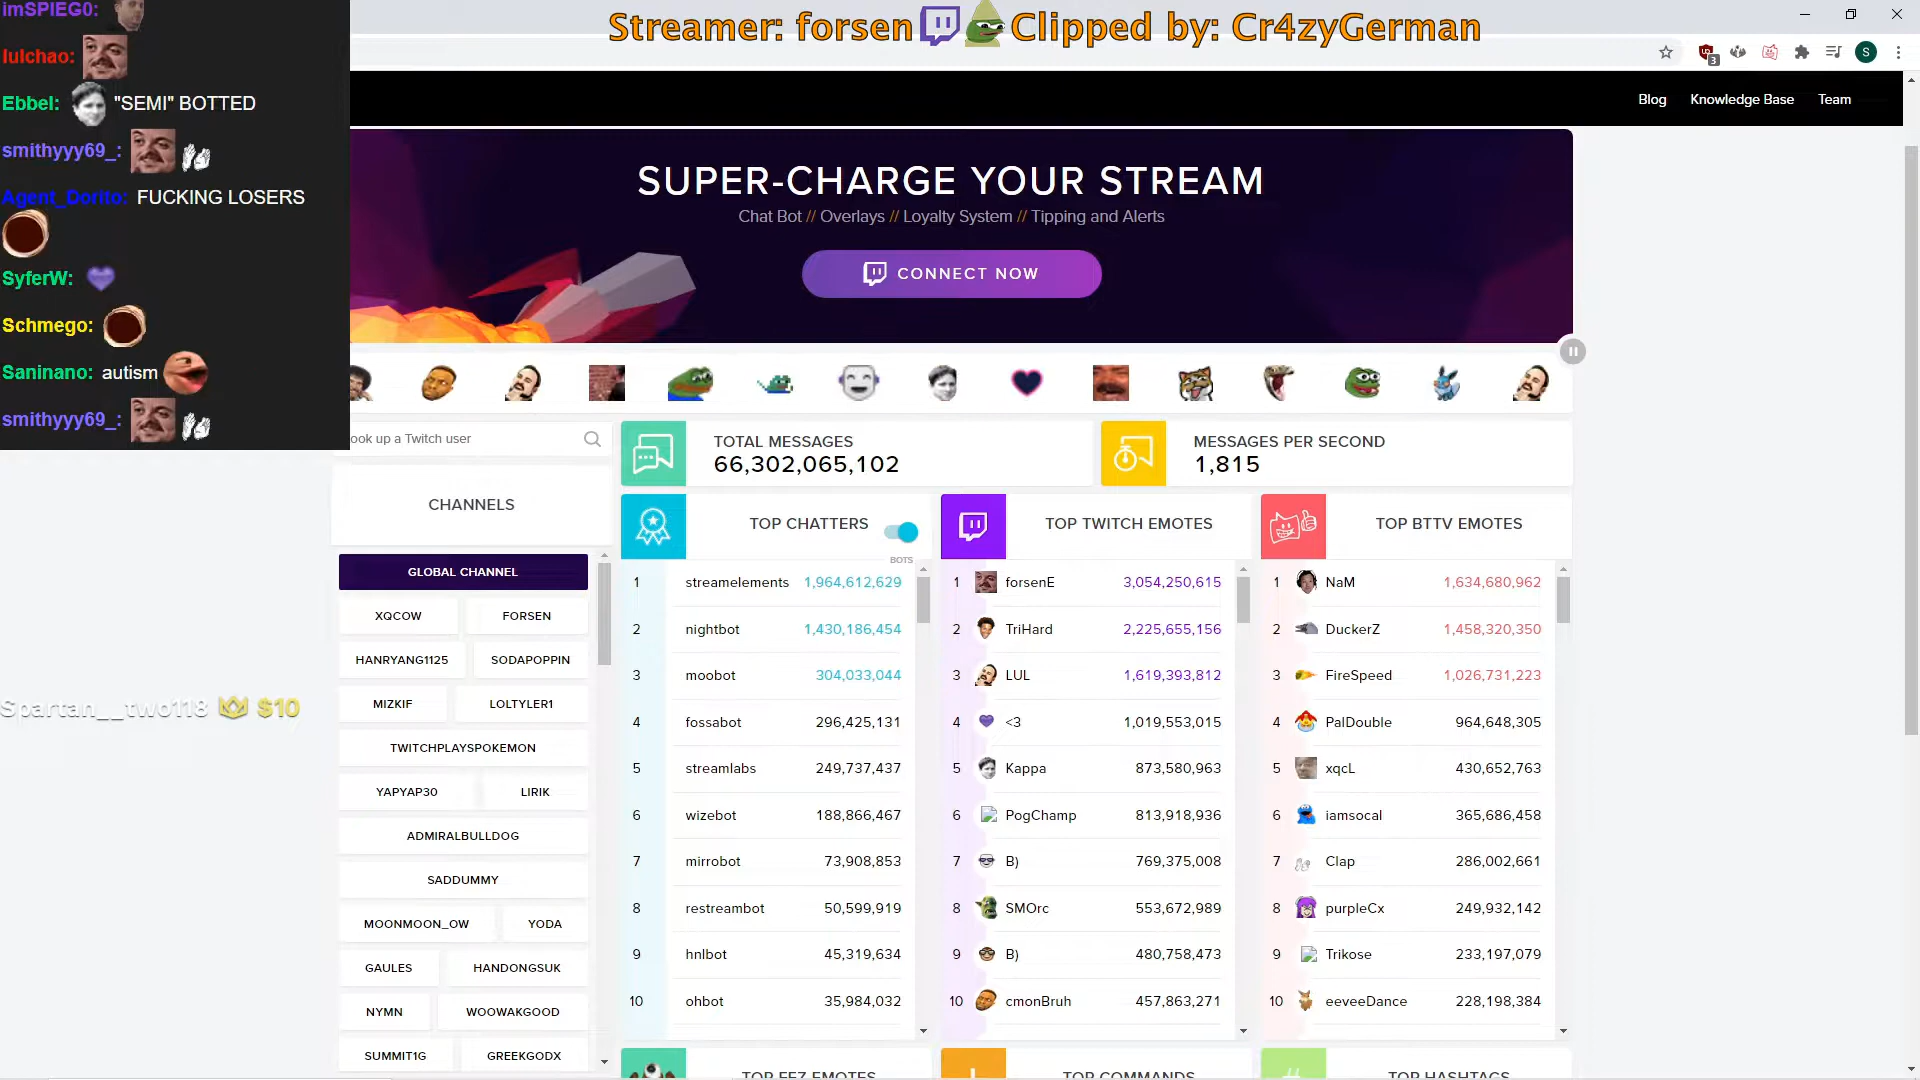 Streamer: forsen Clipped by: Cr4zyGerman
imSPIEG0:
lulchao:
Ebbel: "SEMI" BOTTED
smithyyy69_:
Agent_Dorito: FUCKING LOSERS
SyferW:
Schmego:
Saninano: autism
smithyyy69_:
3
S
Blog Knowledge Base Team
SUPER-CHARGE YOUR STREAM
Chat Bot // Overlays // Loyalty System // Tipping and Alerts
CONNECT NOW
ook up a Twitch user
TOTAL MESSAGES
66,302,065,102
MESSAGES PER SECOND
1,815
CHANNELS
GLOBAL CHANNEL
XQCOW FORSEN
HANRYANG1125 SODAPOPPIN
MIZKIF LOLTYLER1
TWITCHPLAYSPOKEMON
YAPYAP30 LIRIK
ADMIRALBULLDOG
SADDUMMY
MOONMOON_OW YODA
GAULES HANDONGSUK
NYMN WOOWAKGOOD
SUMMIT1G GREEKGODX
Spartan__two118 $10
TOP CHATTERS
BOTS
1 streamelements 1,964,612,629
2 nightbot 1,430,186,454
3 moobot 304,033,044
4 fossabot 296,425,131
5 streamlabs 249,737,437
6 wizebot 188,866,467
7 mirrobot 73,908,853
8 restreambot 50,599,919
9 hnlbot 45,319,634
10 ohbot 35,984,032
TOP TWITCH EMOTES
1 forsenE 3,054,250,615
2 TriHard 2,225,655,156
3 LUL 1,619,393,812
4 <3 1,019,553,015
5 Kappa 873,580,963
6 PogChamp 813,918,936
7 B) 769,375,008
8 SMOrc 553,672,989
9 B) 480,758,473
10 cmonBruh 457,863,271
TOP BTTV EMOTES
1 NaM 1,634,680,962
2 DuckerZ 1,458,320,350
3 FireSpeed 1,026,731,223
4 PalDouble 964,648,305
5 xqcL 430,652,763
6 iamsocal 365,686,458
7 Clap 286,002,661
8 purpleCx 249,932,142
9 Trikose 233,197,079
10 eeveeDance 228,198,384
TOP FFZ EMOTES
TOP COMMANDS
TOP HASHTAGS